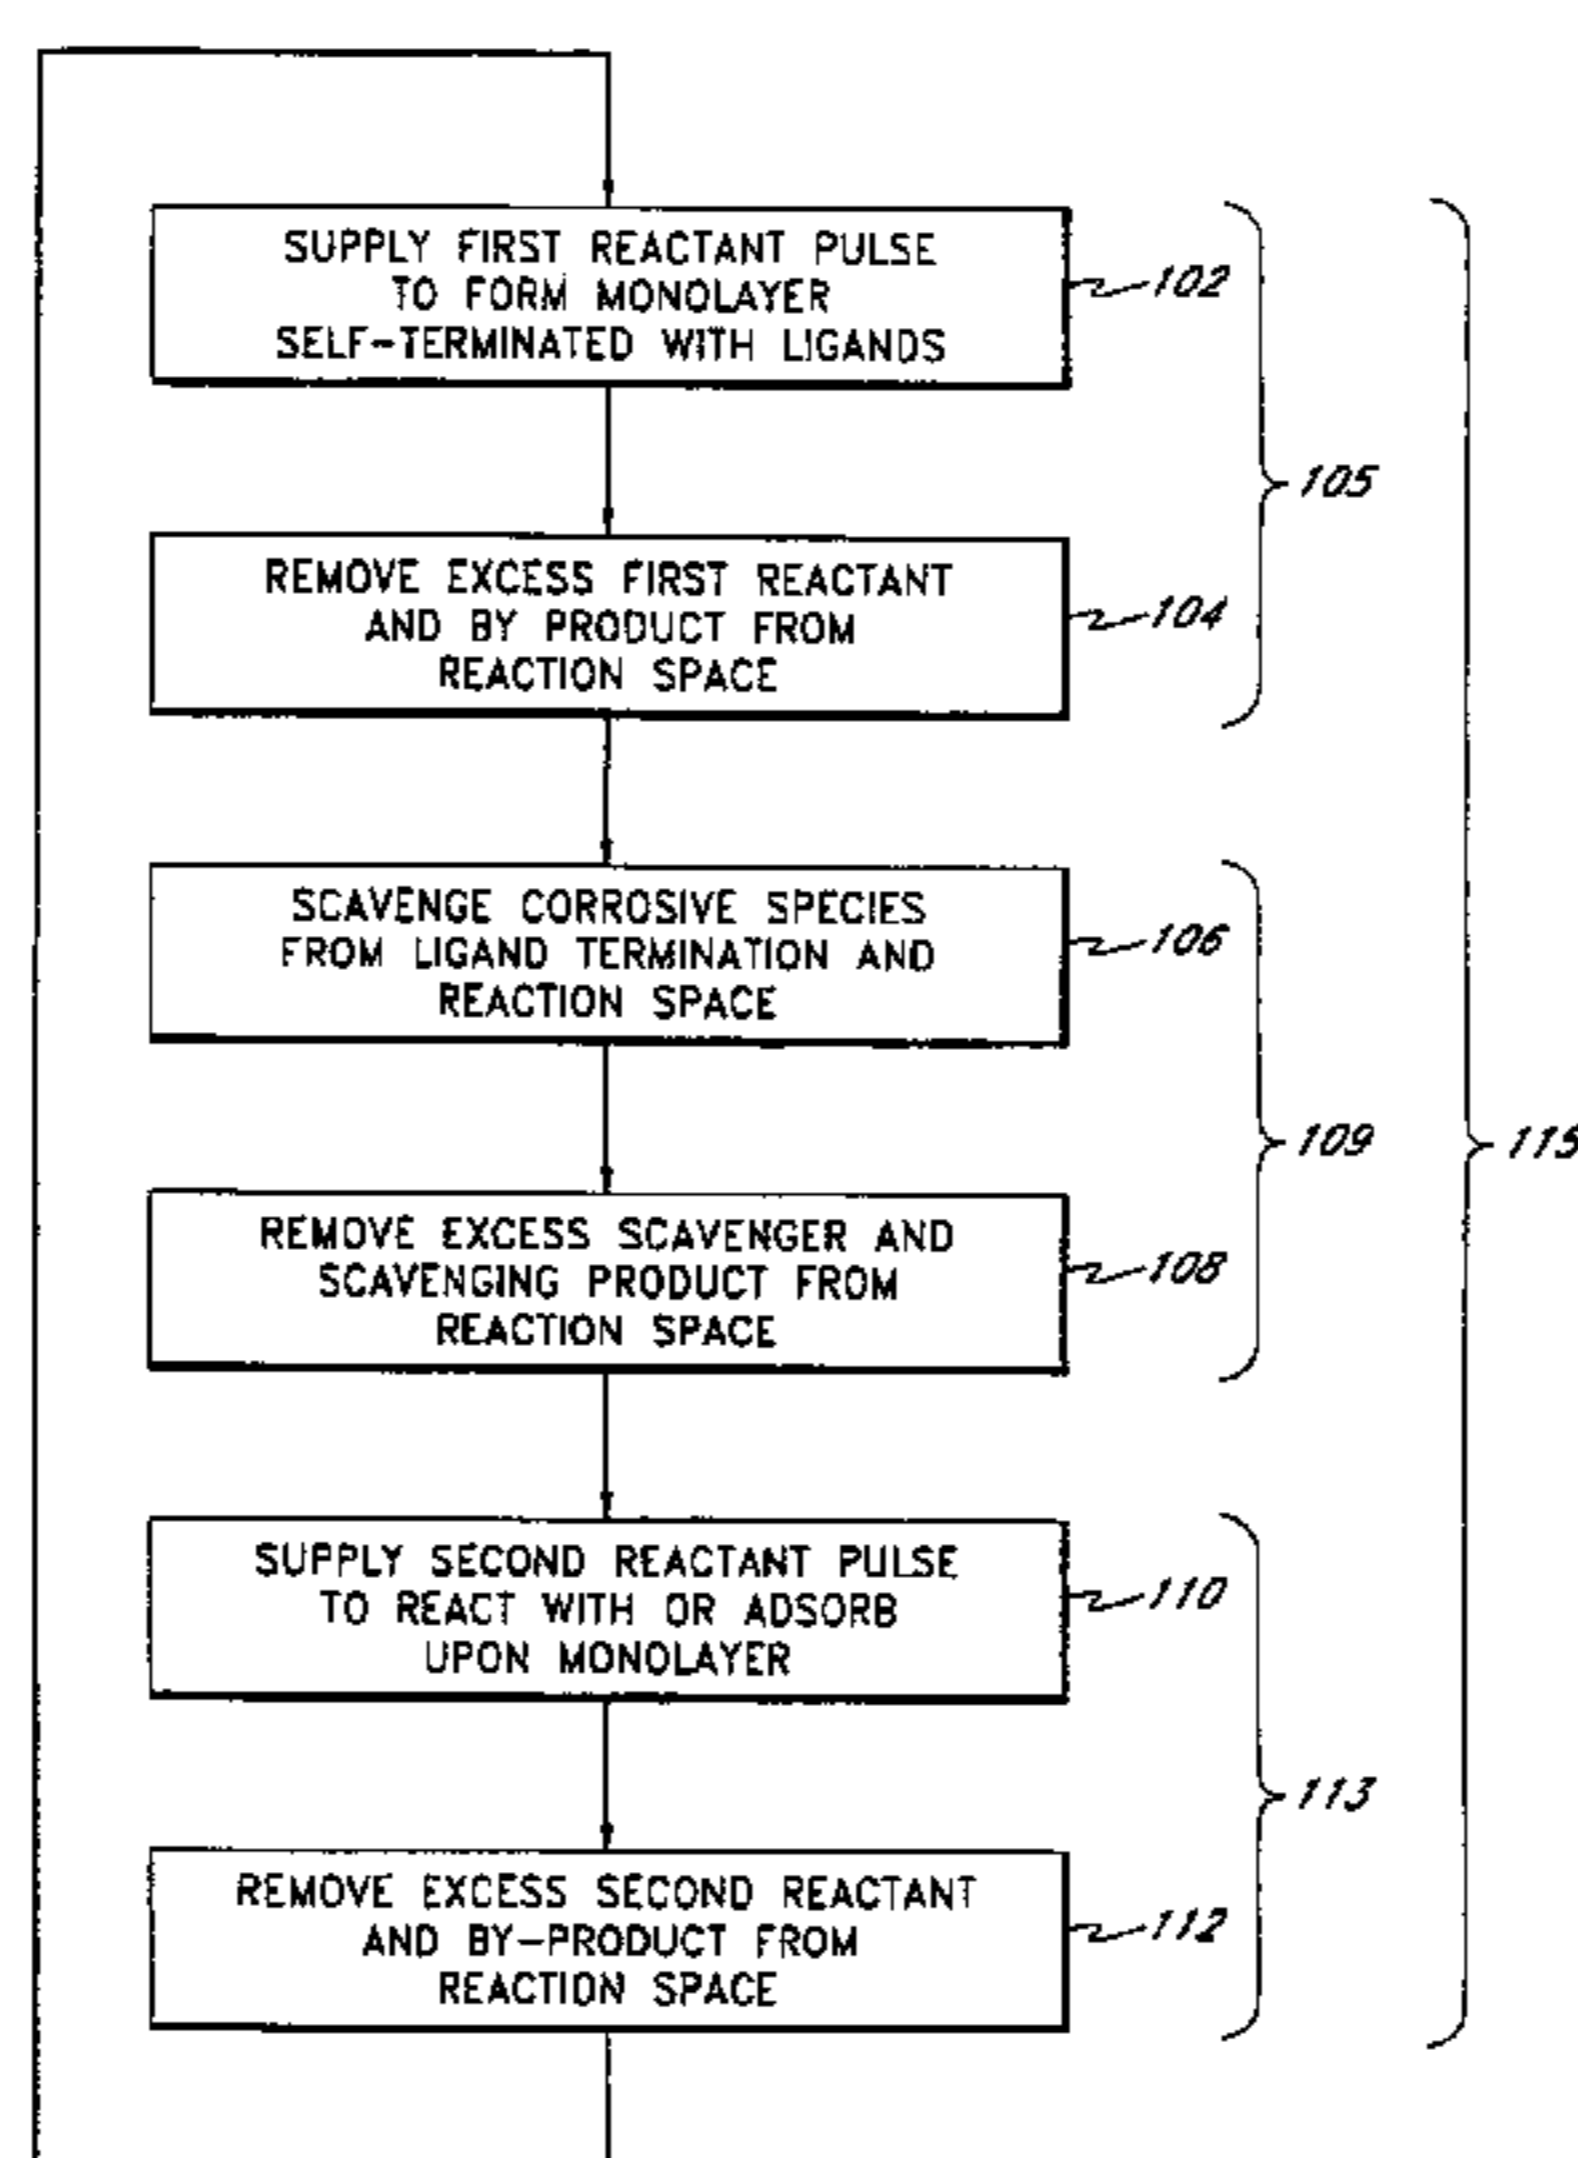 SUPPLY FIRST REACTANT PULSE
TO FORM MONOLAYER
SELF-TERMINATED WITH LIGANDS
102
105
REMOVE EXCESS FIRST REACTANT
AND BY PRODUCT FROM
REACTION SPACE
104
SCAVENGE CORROSIVE SPECIES
FROM LIGAND TERMINATION AND
REACTION SPACE
106
109
115
REMOVE EXCESS SCAVENGER AND
SCAVENGING PRODUCT FROM
REACTION SPACE
108
SUPPLY SECOND REACTANT PULSE
TO REACT WITH OR ADSORB
UPON MONOLAYER
110
113
REMOVE EXCESS SECOND REACTANT
AND BY-PRODUCT FROM
REACTION SPACE
112